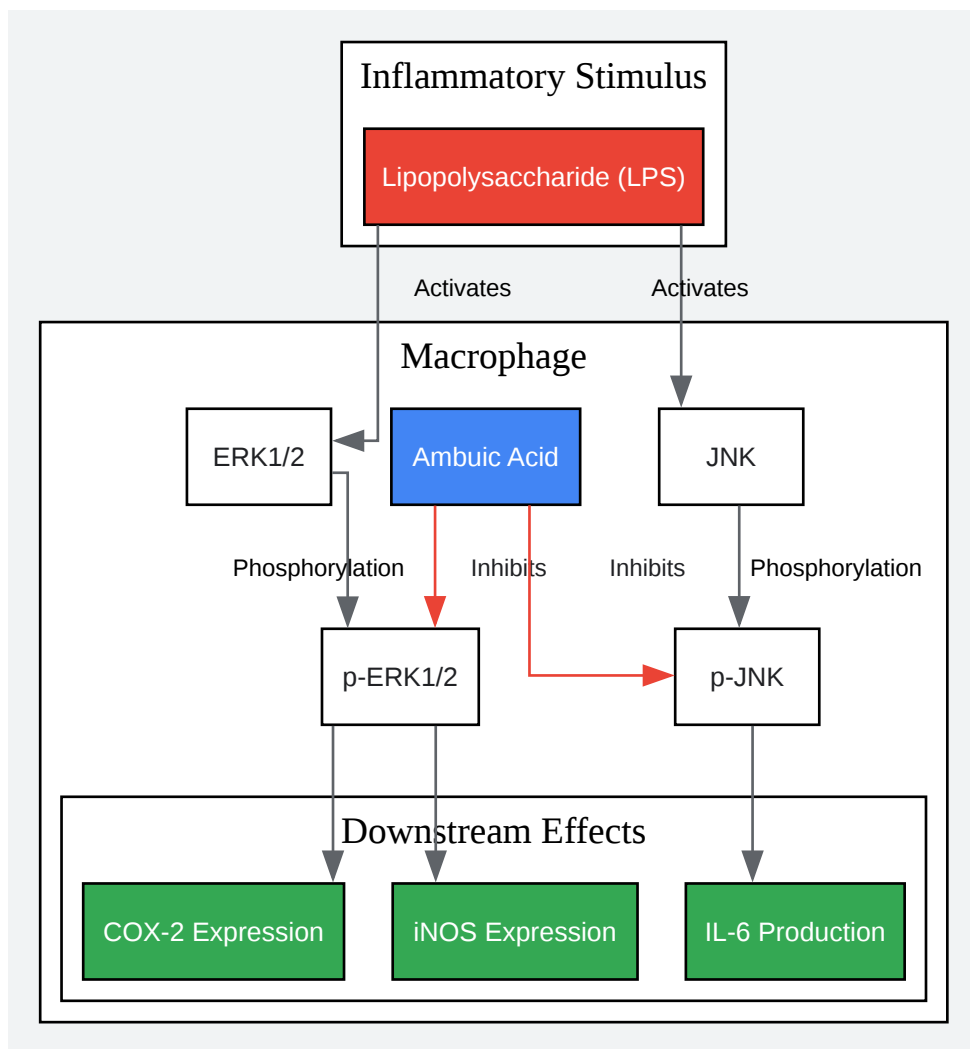 Inflammatory Stimulus
Lipopolysaccharide (LPS)
Activates
Activates
Macrophage
ERK1/2
Ambuic Acid
JNK
Phosphorylation
Inhibits
Inhibits
Phosphorylation
p-ERK1/2
p-JNK
Downstream Effects
COX-2 Expression
iNOS Expression
IL-6 Production